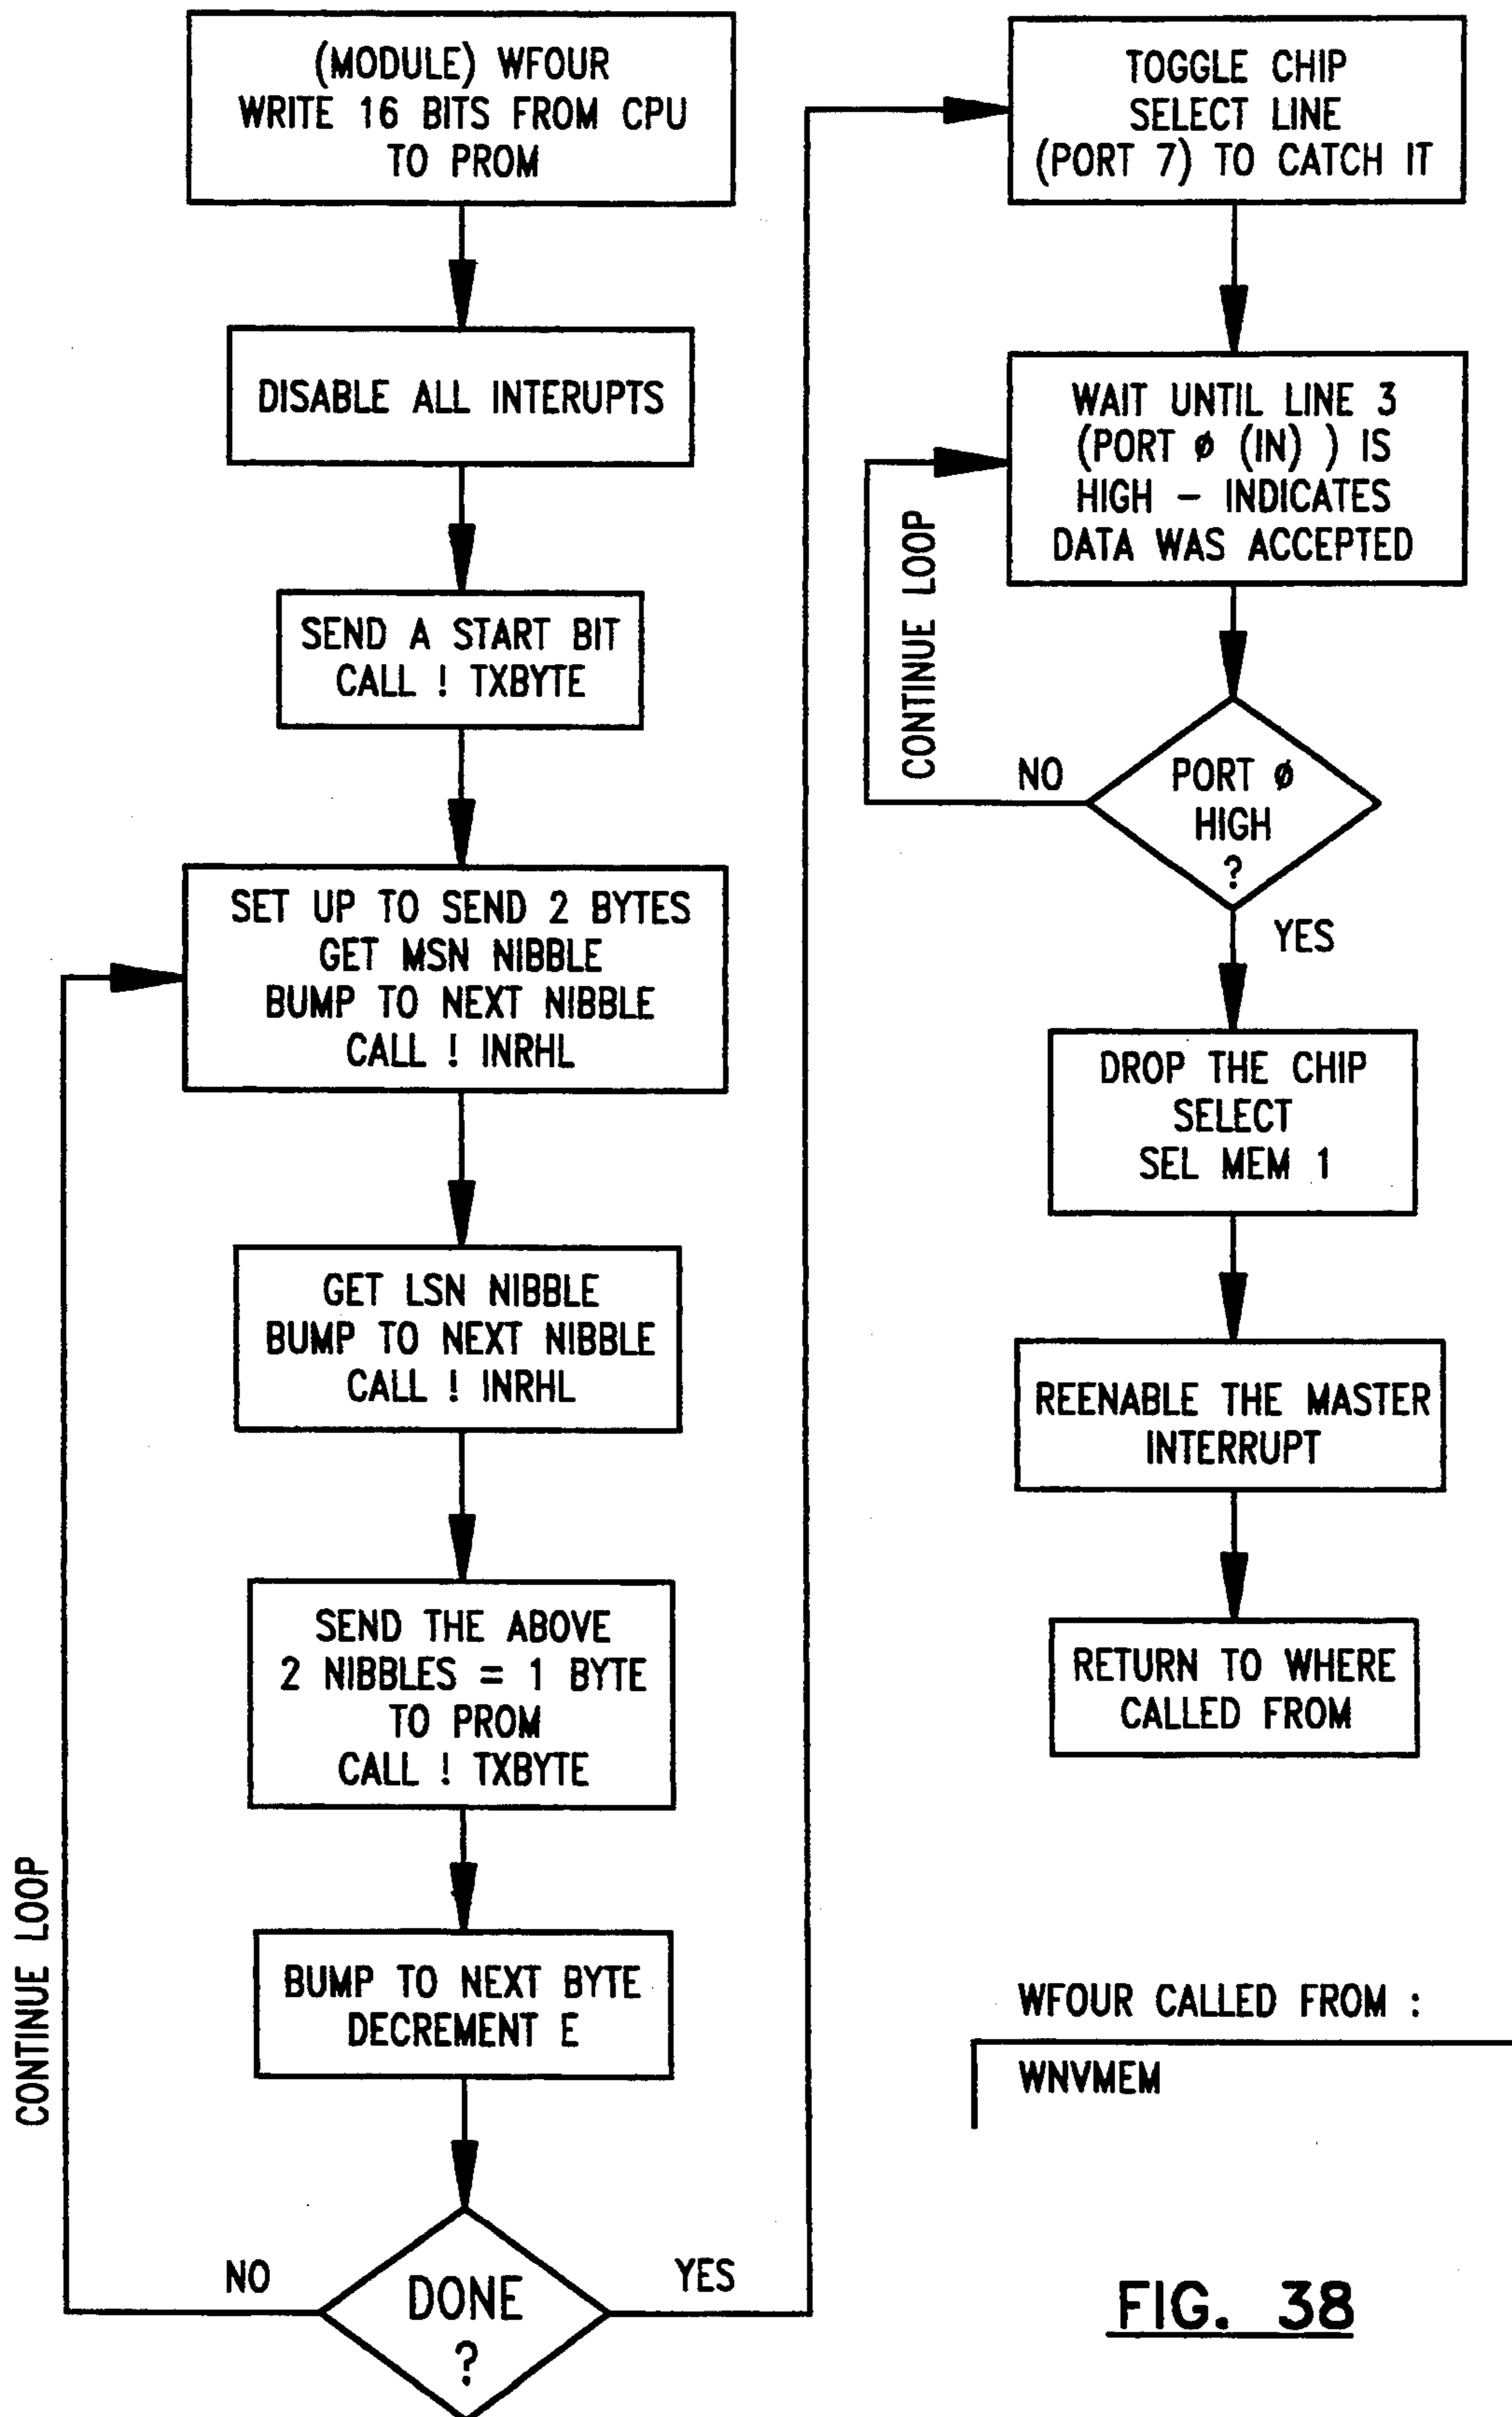 (MODULE) WFOUR
WRITE 16 BITS FROM CPU
TO PROM
DISABLE ALL INTERUPTS
SEND A START BIT
CALL ! TXBYTE
SET UP TO SEND 2 BYTES
GET MSN NIBBLE
BUMP TO NEXT NIBBLE
CALL ! INRHL
GET LSN NIBBLE
BUMP TO NEXT NIBBLE
CALL ! INRHL
SEND THE ABOVE
2 NIBBLES = 1 BYTE
TO PROM
CALL ! TXBYTE
BUMP TO NEXT BYTE
DECREMENT E
CONTINUE LOOP
NO
DONE
?
YES
TOGGLE CHIP
SELECT LINE
(PORT 7) TO CATCH IT
WAIT UNTIL LINE 3
(PORT ø (IN) ) IS
HIGH – INDICATES
DATA WAS ACCEPTED
CONTINUE LOOP
NO
PORT ø
HIGH
?
YES
DROP THE CHIP
SELECT
SEL MEM 1
REENABLE THE MASTER
INTERRUPT
RETURN TO WHERE
CALLED FROM
WFOUR CALLED FROM :
WNVMEM
FIG. 38